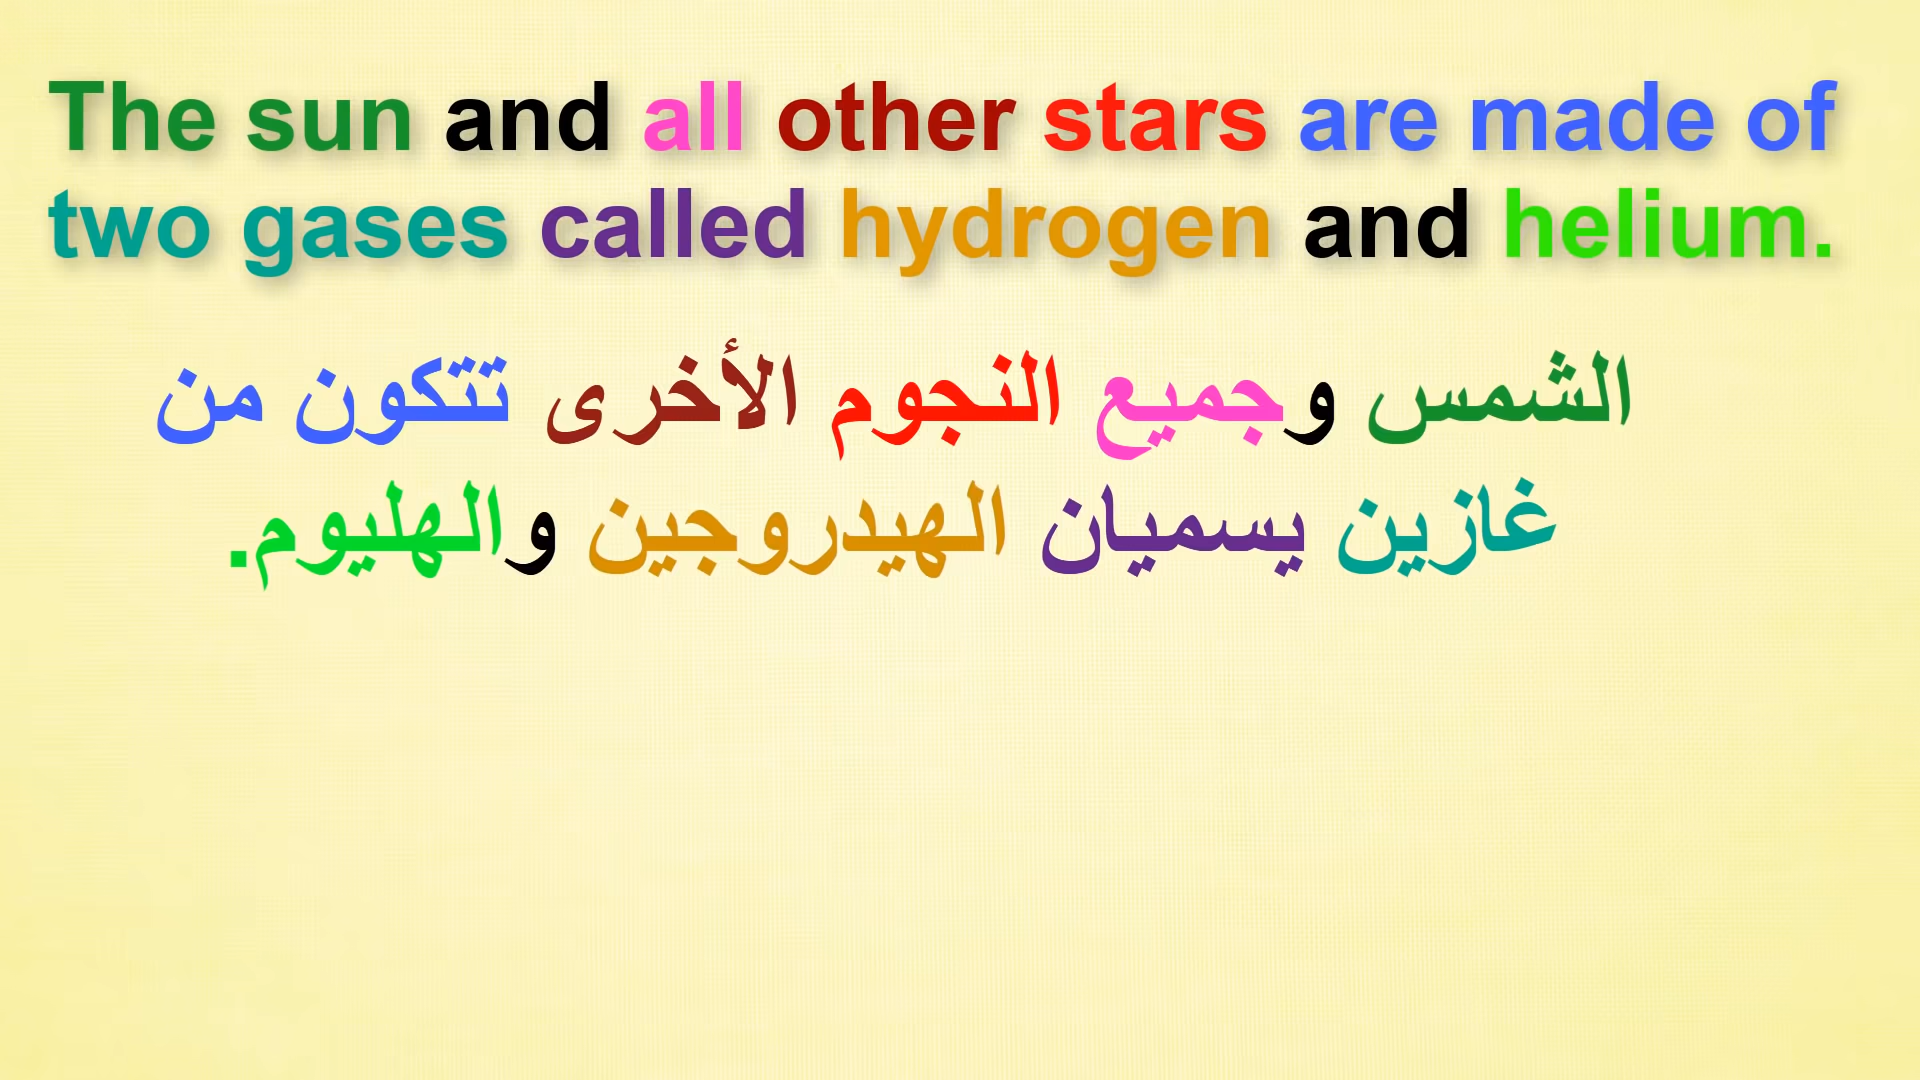 The sun and all other stars are made of
two gases called hydrogen and helium.
الشمس وجميع النجوم الأخرى تتكون من
غازين يسميان الهيدروجين والهليوم.